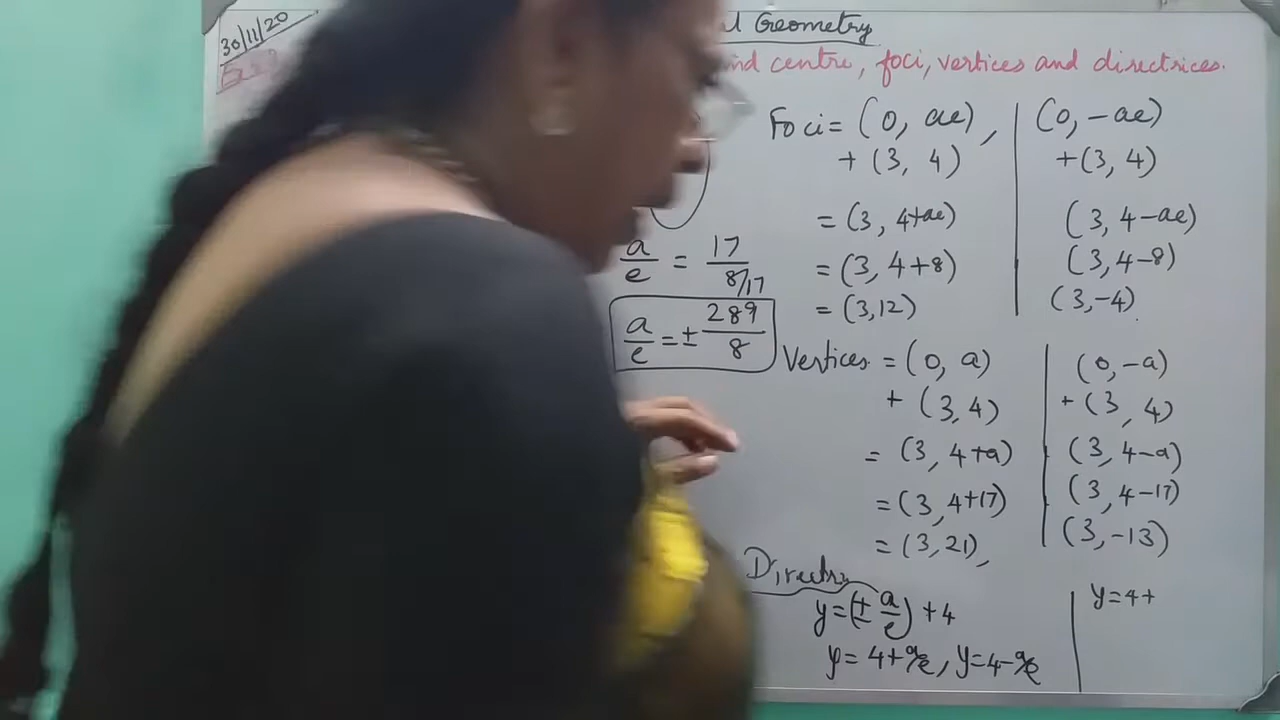 30/11/20
Geometry
centre, foci, vertices and directrices.
Foci = (0, ae), (0, -ae)
+ (3, 4) +(3, 4)
= (3, 4+ae) (3, 4-ae)
= (3, 4+8) (3, 4-8)
= (3,12) (3,-4).
a/e = 17/(8/17)
a/e = ± 289/8
Vertices = (0, a) (0, -a)
+ (3,4) + (3, 4)
= (3, 4+a) (3, 4-a)
= (3, 4+17) (3, 4-17)
= (3,21), (3,-13)
Directrix
y = (± a/e) + 4 y = 4+
y = 4+a/e, y = 4-a/e